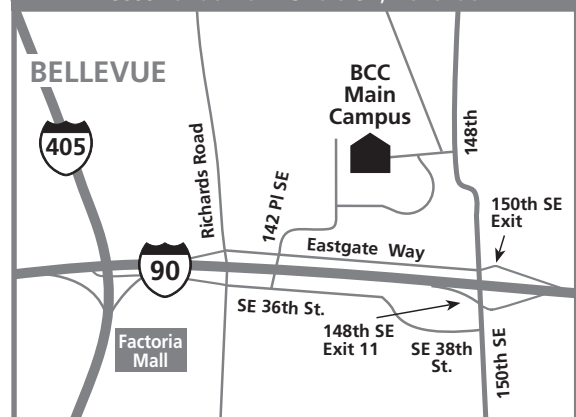 BELLEVUE
405
Richards Road
142 Pl SE
BCC
Main
Campus
148th
150th SE
Exit
Eastgate Way
90
SE 36th St.
148th SE
Exit 11
SE 38th
St.
150th SE
Factoria
Mall